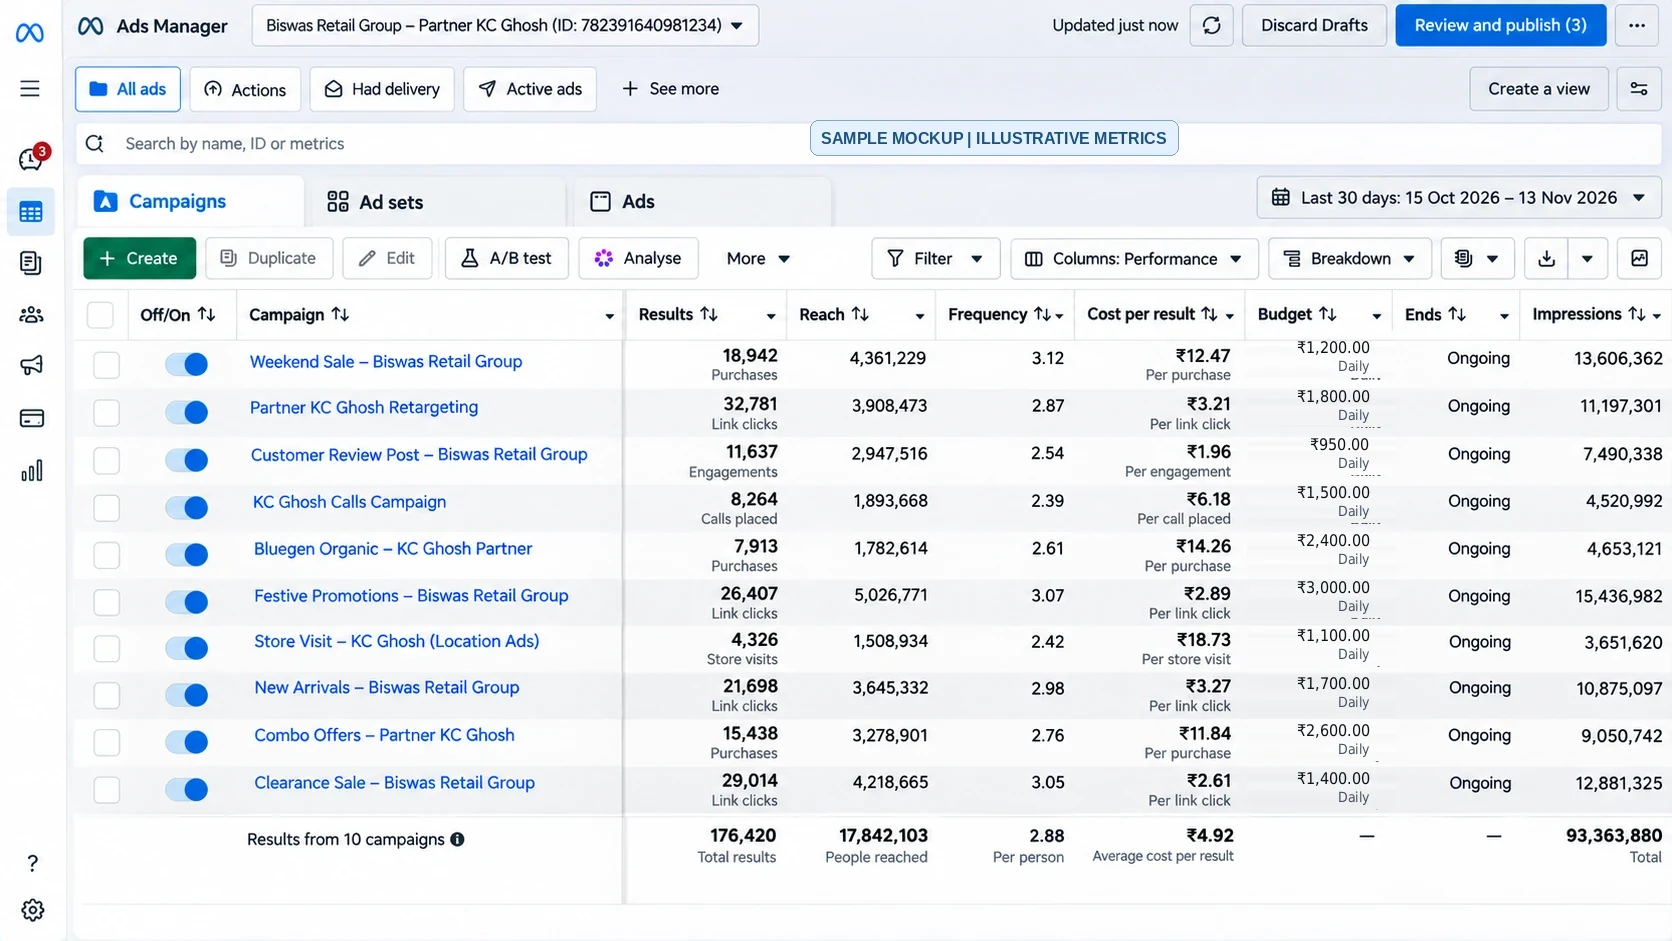 Ads Manager
Biswas Retail Group – Partner KC Ghosh (ID: 782391640981234)
Updated just now
Discard Drafts
Review and publish (3)
All ads
Actions
Had delivery
Active ads
+ See more
Create a view
3
Search by name, ID or metrics
SAMPLE MOCKUP | ILLUSTRATIVE METRICS
Campaigns
Ad sets
Ads
Last 30 days: 15 Oct 2026 – 13 Nov 2026
+ Create
Duplicate
Edit
A/B test
Analyse
More
Filter
Columns: Performance
Breakdown
Off/On Campaign Results Reach Frequency Cost per result Budget Ends Impressions
Weekend Sale – Biswas Retail Group 18,942 4,361,229 3.12 ₹12.47 ₹1,200.00 Ongoing 13,606,362
Purchases Per purchase Daily
Partner KC Ghosh Retargeting 32,781 3,908,473 2.87 ₹3.21 ₹1,800.00 Ongoing 11,197,301
Link clicks Per link click Daily
Customer Review Post – Biswas Retail Group 11,637 2,947,516 2.54 ₹1.96 ₹950.00 Ongoing 7,490,338
Engagements Per engagement Daily
KC Ghosh Calls Campaign 8,264 1,893,668 2.39 ₹6.18 ₹1,500.00 Ongoing 4,520,992
Calls placed Per call placed Daily
Bluegen Organic – KC Ghosh Partner 7,913 1,782,614 2.61 ₹14.26 ₹2,400.00 Ongoing 4,653,121
Purchases Per purchase Daily
Festive Promotions – Biswas Retail Group 26,407 5,026,771 3.07 ₹2.89 ₹3,000.00 Ongoing 15,436,982
Link clicks Per link click Daily
Store Visit – KC Ghosh (Location Ads) 4,326 1,508,934 2.42 ₹18.73 ₹1,100.00 Ongoing 3,651,620
Store visits Per store visit Daily
New Arrivals – Biswas Retail Group 21,698 3,645,332 2.98 ₹3.27 ₹1,700.00 Ongoing 10,875,097
Link clicks Per link click Daily
Combo Offers – Partner KC Ghosh 15,438 3,278,901 2.76 ₹11.84 ₹2,600.00 Ongoing 9,050,742
Purchases Per purchase Daily
Clearance Sale – Biswas Retail Group 29,014 4,218,665 3.05 ₹2.61 ₹1,400.00 Ongoing 12,881,325
Link clicks Per link click Daily
Results from 10 campaigns 176,420 17,842,103 2.88 ₹4.92 — — 93,363,880
Total results People reached Per person Average cost per result Total